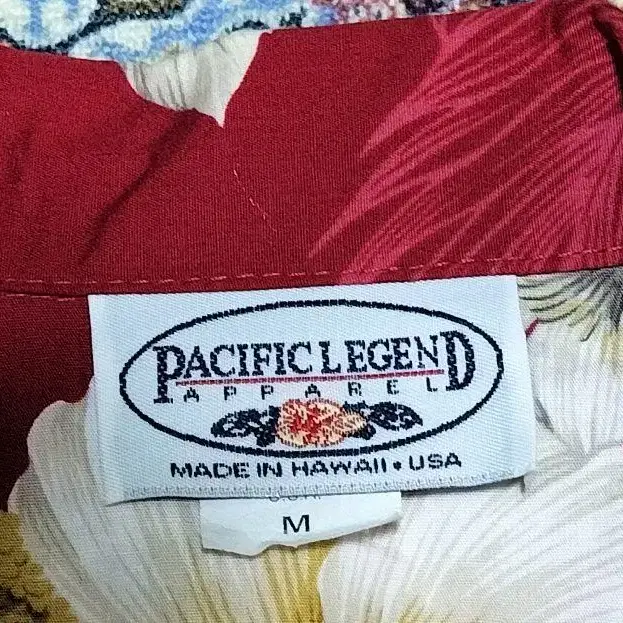 PACIFIC LEGEND
APPAREL
MADE IN HAWAII • USA
M